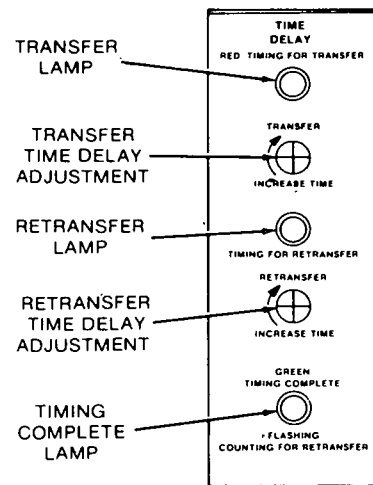 TIME
DELAY
RED TIMING FOR TRANSFER
TRANSFER
LAMP
TRANSFER
TRANSFER
TIME DELAY
ADJUSTMENT
INCREASE TIME
RETRANSFER
LAMP
TIMING FOR RETRANSFER
RETRANSFER
RETRANSFER
TIME DELAY
ADJUSTMENT
INCREASE TIME
GREEN
TIMING COMPLETE
TIMING
COMPLETE
LAMP
FLASHING
COUNTING FOR RETRANSFER